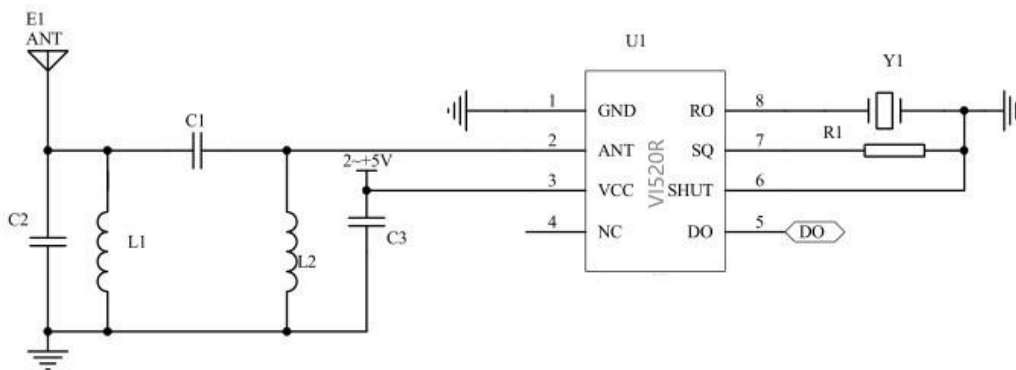 E1
ANT
U1
Y1
C1
1
GND
RO
8
R1
2
ANT
SQ
7
2~+5V
VI520R
3
VCC
SHUT
6
C2
L1
L2
C3
4
NC
DO
5
DO